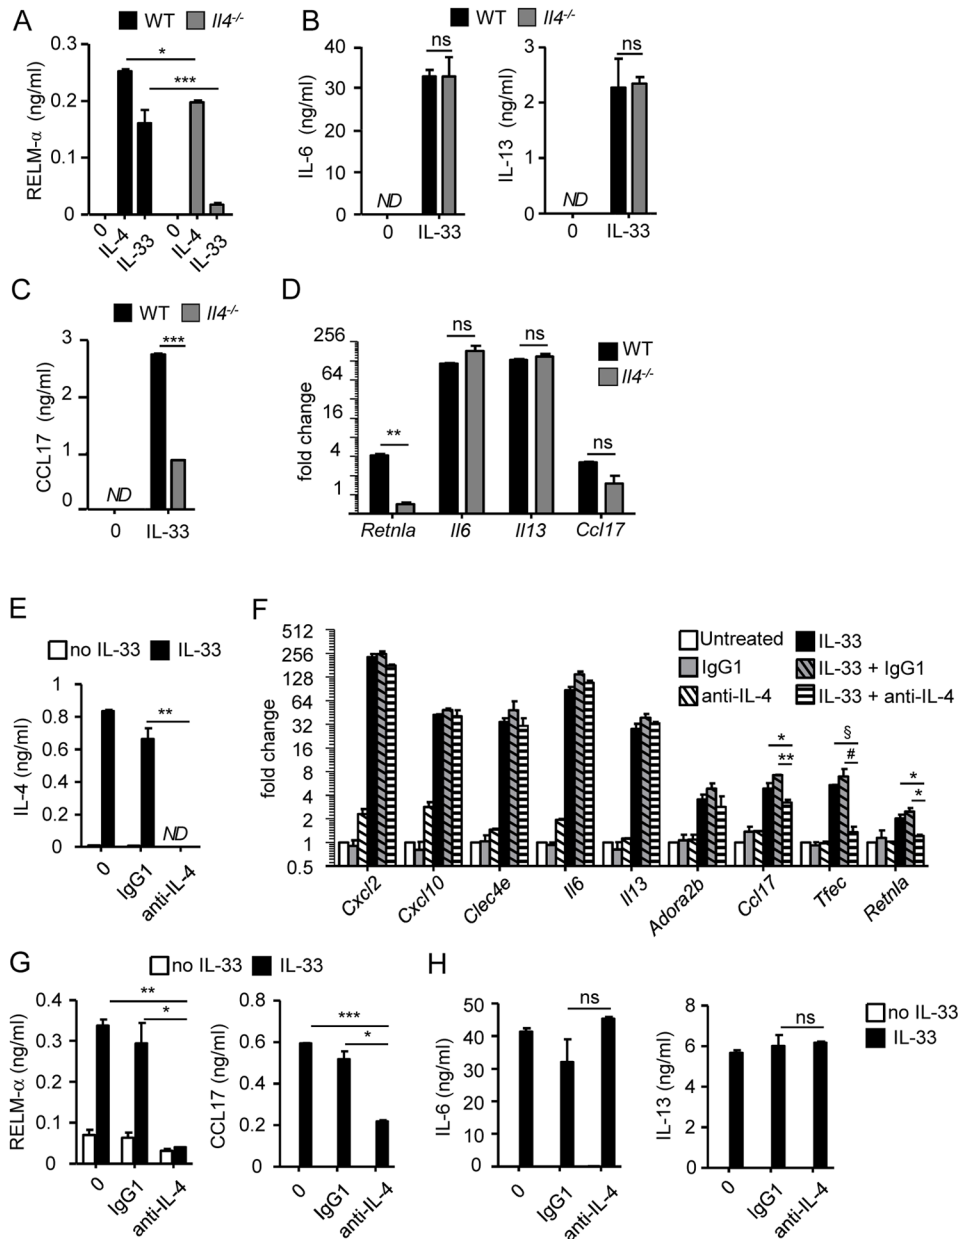 A
WT Il4-/-
RELM-α (ng/ml)
0.3
0.2
0.1
0
*
***
0 IL-4 IL-33 0 IL-4 IL-33
B
WT Il4-/-
IL-6 (ng/ml)
40
30
20
10
0
ns
ND
0 IL-33
IL-13 (ng/ml)
3
2
1
0
ns
ND
0 IL-33
C
WT Il4-/-
CCL17 (ng/ml)
3
2
1
0
***
ND
0 IL-33
D
fold change
256
64
16
4
1
WT
Il4-/-
** ns ns ns
Retnla Il6 Il13 Ccl17
E
no IL-33 IL-33
IL-4 (ng/ml)
1
0.8
0.6
0.4
0.2
0
**
ND
0 IgG1 anti-IL-4
F
fold change
512
256
128
64
32
16
8
4
2
1
0.5
Untreated IL-33
IgG1 IL-33 + IgG1
anti-IL-4 IL-33 + anti-IL-4
* § *
** # *
Cxcl2 Cxcl10 Clec4e Il6 Il13 Adora2b Ccl17 Tfec Retnla
G
no IL-33 IL-33
RELM-α (ng/ml)
0.4
0.3
0.2
0.1
0
**
*
0 IgG1 anti-IL-4
CCL17 (ng/ml)
0.8
0.6
0.4
0.2
0
***
*
0 IgG1 anti-IL-4
H
IL-6 (ng/ml)
50
40
30
20
10
0
ns
0 IgG1 anti-IL-4
IL-13 (ng/ml)
8
6
4
2
0
ns
no IL-33
IL-33
0 IgG1 anti-IL-4